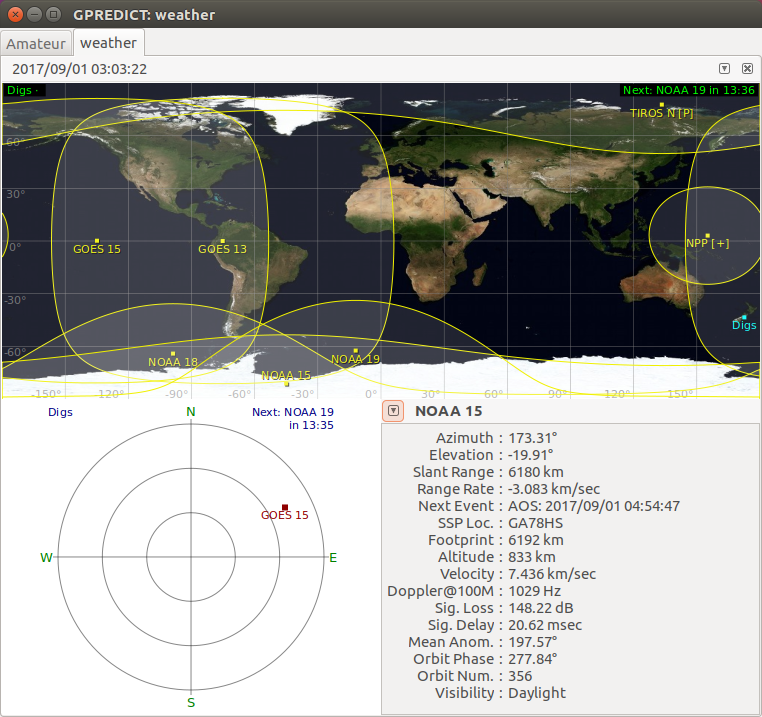 GPREDICT: weather
Amateur
weather
2017/09/01 03:03:22
Digs ·
Next: NOAA 19 in 13:36
TIROS N [P]
60°
30°
0°
-30°
-60°
GOES 15
GOES 13
NPP [+]
Digs
NOAA 18
NOAA 19
NOAA 15
-150°
-120°
-90°
-60°
-30°
0°
30°
60°
90°
120°
150°
Digs
N
Next: NOAA 19
in 13:35
GOES 15
W
E
S
NOAA 15
Azimuth : 173.31°
Elevation : -19.91°
Slant Range : 6180 km
Range Rate : -3.083 km/sec
Next Event : AOS: 2017/09/01 04:54:47
SSP Loc. : GA78HS
Footprint : 6192 km
Altitude : 833 km
Velocity : 7.436 km/sec
Doppler@100M : 1029 Hz
Sig. Loss : 148.22 dB
Sig. Delay : 20.62 msec
Mean Anom. : 197.57°
Orbit Phase : 277.84°
Orbit Num. : 356
Visibility : Daylight